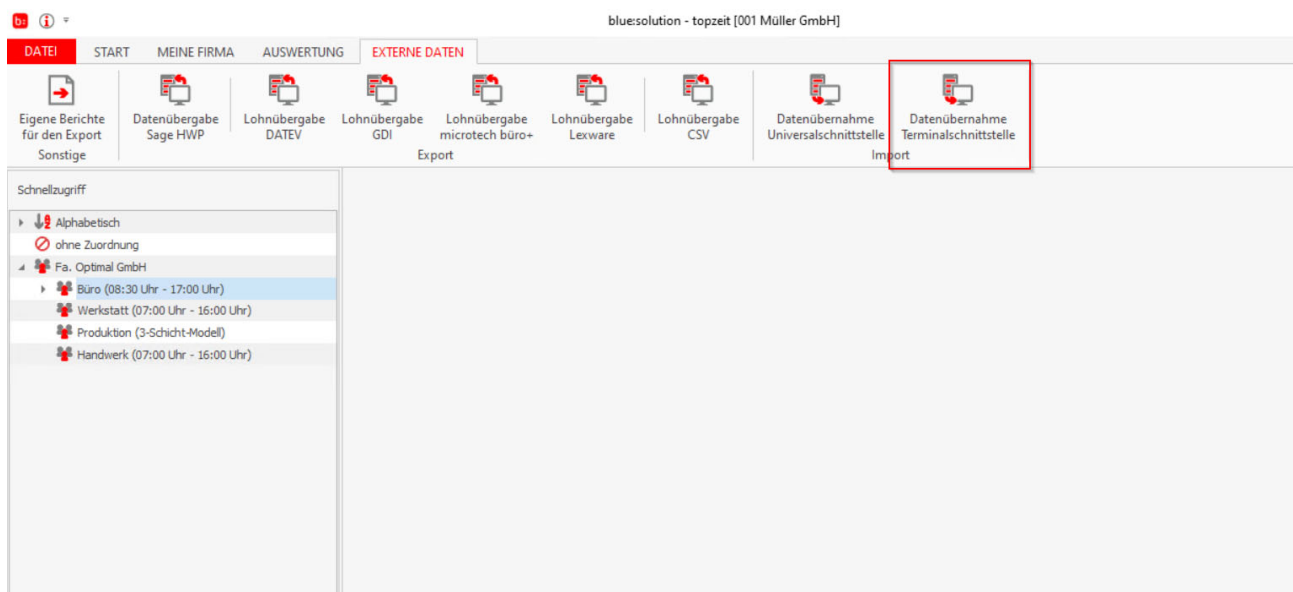 b:
blue:solution - topzeit [001 Müller GmbH]
DATEI START MEINE FIRMA AUSWERTUNG EXTERNE DATEN
Eigene Berichte
für den Export
Datenübergabe
Sage HWP
Lohnübergabe
DATEV
Lohnübergabe
GDI
Lohnübergabe
microtech büro+
Lohnübergabe
Lexware
Lohnübergabe
CSV
Datenübernahme
Universalschnittstelle
Datenübernahme
Terminalschnittstelle
Sonstige
Export
Import
Schnellzugriff
Alphabetisch
ohne Zuordnung
Fa. Optimal GmbH
Büro (08:30 Uhr - 17:00 Uhr)
Werkstatt (07:00 Uhr - 16:00 Uhr)
Produktion (3-Schicht-Modell)
Handwerk (07:00 Uhr - 16:00 Uhr)